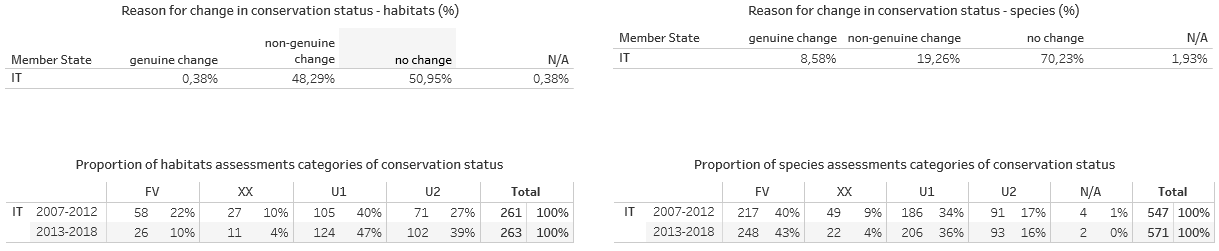 Reason for change in conservation status - habitats (%)
non-genuine
Member State genuine change change no change N/A
IT 0,38% 48,29% 50,95% 0,38%
Reason for change in conservation status - species (%)
Member State genuine change non-genuine change no change N/A
IT 8,58% 19,26% 70,23% 1,93%
Proportion of habitats assessments categories of conservation status
FV XX U1 U2 Total
IT 2007-2012 58 22% 27 10% 105 40% 71 27% 261 100%
2013-2018 26 10% 11 4% 124 47% 102 39% 263 100%
Proportion of species assessments categories of conservation status
FV XX U1 U2 N/A Total
IT 2007-2012 217 40% 49 9% 186 34% 91 17% 4 1% 547 100%
2013-2018 248 43% 22 4% 206 36% 93 16% 2 0% 571 100%